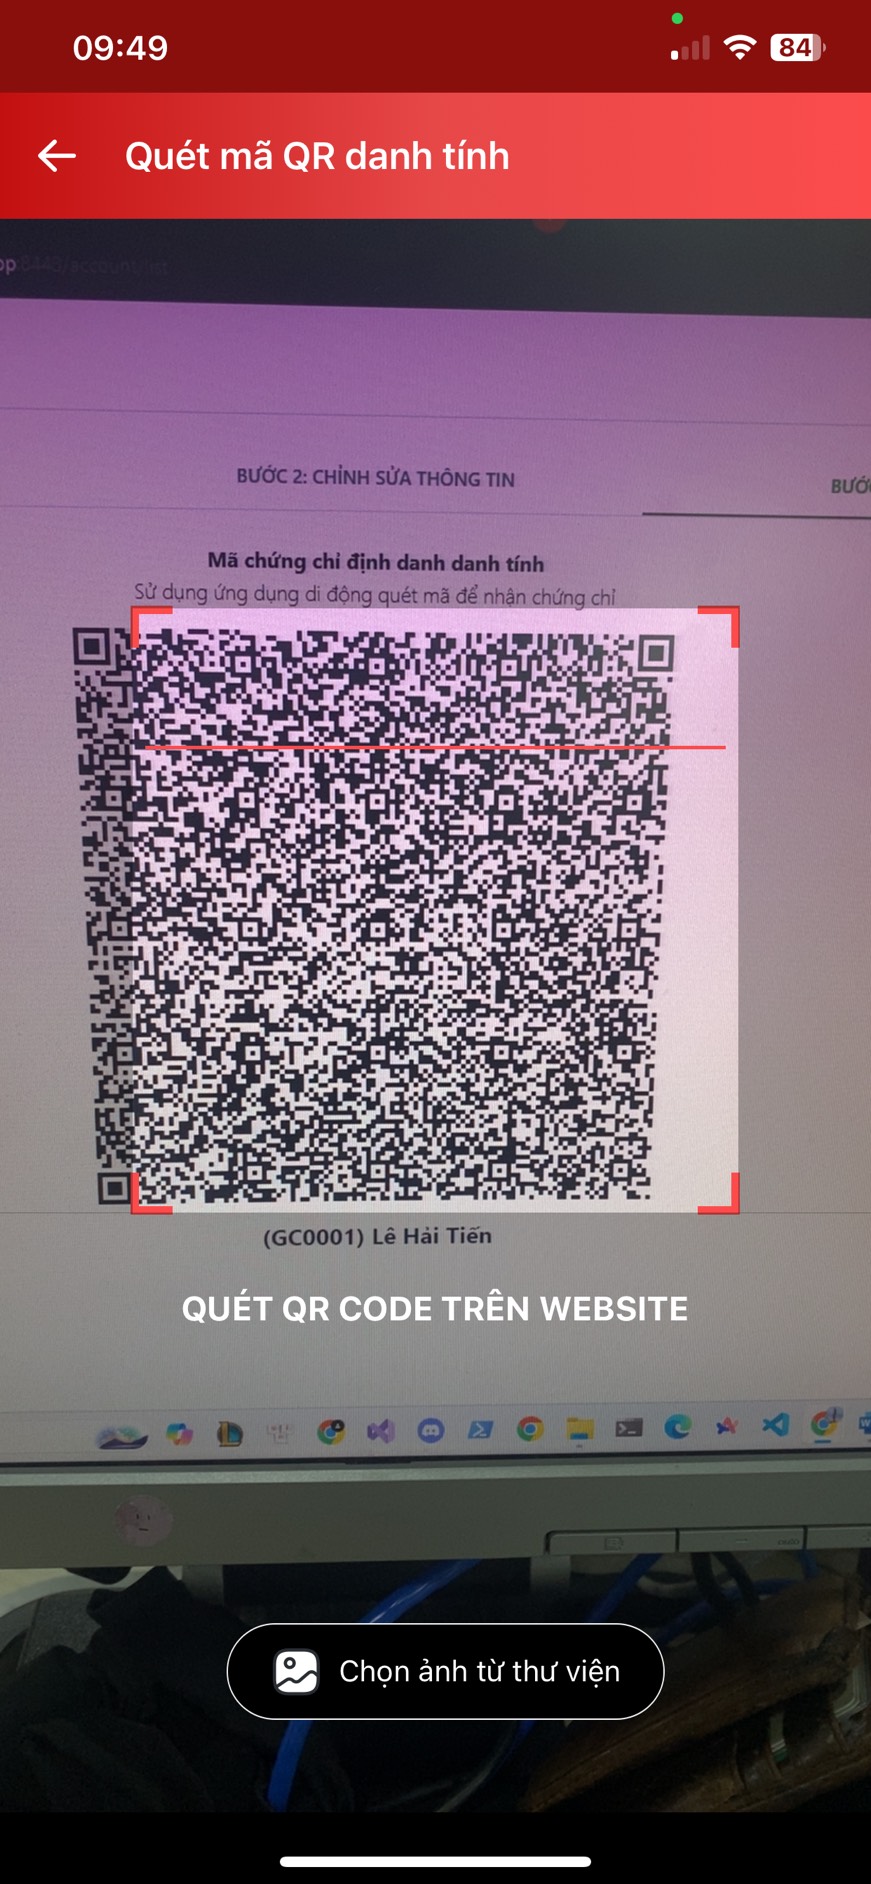 09:49
84
Quét mã QR danh tính
op:8443/account/list
BƯỚC 2: CHỈNH SỬA THÔNG TIN
BƯỚ
Mã chứng chỉ định danh danh tính
Sử dụng ứng dụng di động quét mã để nhận chứng chỉ
(GC0001) Lê Hải Tiến
QUÉT QR CODE TRÊN WEBSITE
Chọn ảnh từ thư viện